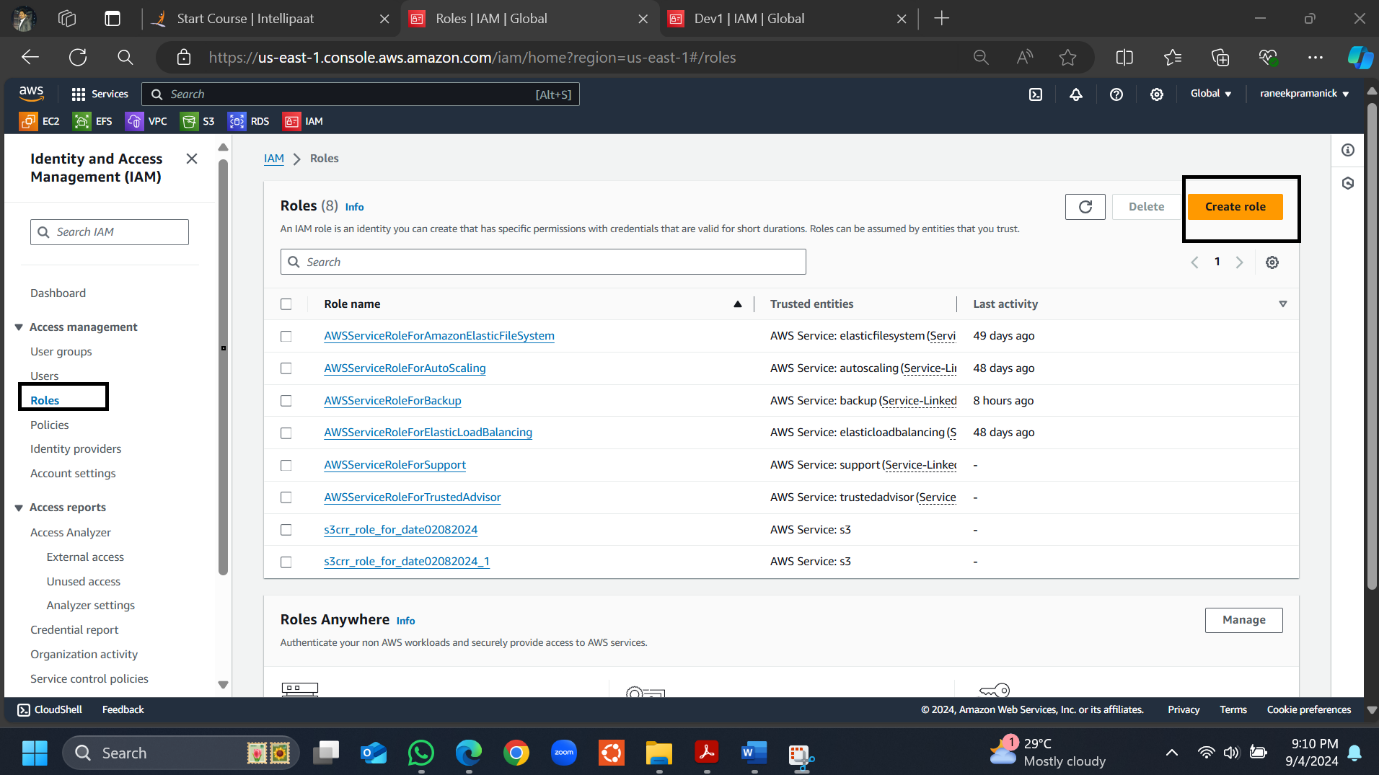 Start Course | Intellipaat
Roles | IAM | Global
Dev1 | IAM | Global
https://us-east-1.console.aws.amazon.com/iam/home?region=us-east-1#/roles
aws
Services
Search
[Alt+S]
Global
raneekpramanick
EC2 EFS VPC S3 RDS IAM
Identity and Access
Management (IAM)
Search IAM
Dashboard
Access management
User groups
Users
Roles
Policies
Identity providers
Account settings
Access reports
Access Analyzer
External access
Unused access
Analyzer settings
Credential report
Organization activity
Service control policies
IAM > Roles
Roles (8) Info
Delete
Create role
An IAM role is an identity you can create that has specific permissions with credentials that are valid for short durations. Roles can be assumed by entities that you trust.
Search
1
Role name Trusted entities Last activity
AWSServiceRoleForAmazonElasticFileSystem AWS Service: elasticfilesystem (Servi 49 days ago
AWSServiceRoleForAutoScaling AWS Service: autoscaling (Service-Lin 48 days ago
AWSServiceRoleForBackup AWS Service: backup (Service-Linked 8 hours ago
AWSServiceRoleForElasticLoadBalancing AWS Service: elasticloadbalancing (S 48 days ago
AWSServiceRoleForSupport AWS Service: support (Service-Linked -
AWSServiceRoleForTrustedAdvisor AWS Service: trustedadvisor (Service -
s3crr_role_for_date02082024 AWS Service: s3 -
s3crr_role_for_date02082024_1 AWS Service: s3 -
Roles Anywhere Info
Manage
Authenticate your non AWS workloads and securely provide access to AWS services.
CloudShell
Feedback
© 2024, Amazon Web Services, Inc. or its affiliates.
Privacy
Terms
Cookie preferences
Search
zoom
1
29°C
Mostly cloudy
9:10 PM
9/4/2024